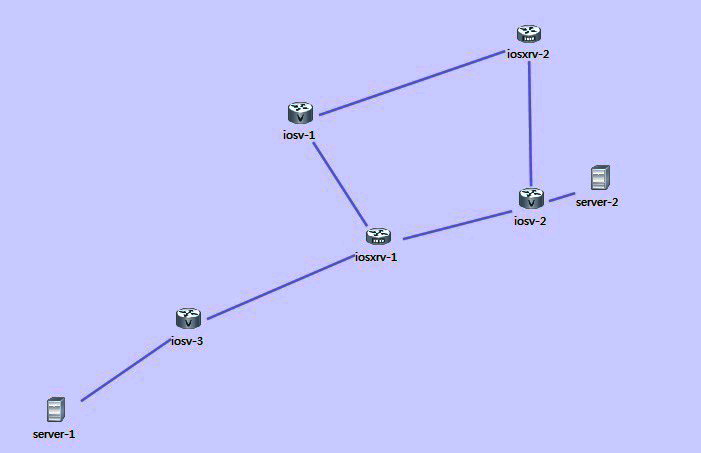 iosxrv-2
iosv-1
server-2
iosv-2
iosxrv-1
iosv-3
server-1